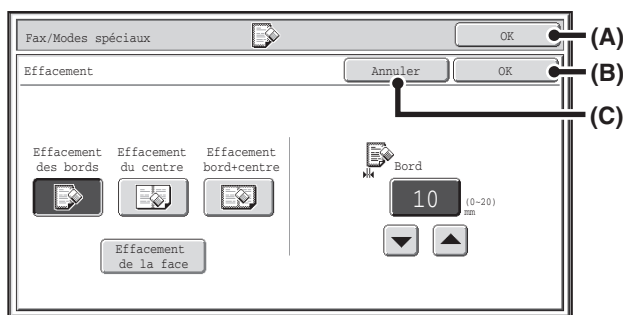 Fax/Modes spéciaux
OK
(A)
Effacement
Annuler
OK
(B)
(C)
Effacement
des bords
Effacement
du centre
Effacement
bord+centre
Bord
10
(0~20)
mm
Effacement
de la face